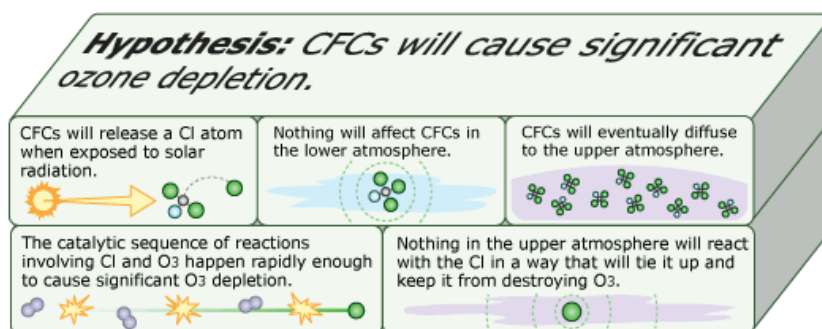 Hypothesis: CFCs will cause significant
ozone depletion.
CFCs will release a Cl atom
when exposed to solar
radiation.
Nothing will affect CFCs in
the lower atmosphere.
CFCs will eventually diffuse
to the upper atmosphere.
The catalytic sequence of reactions
involving Cl and O3 happen rapidly enough
to cause significant O3 depletion.
Nothing in the upper atmosphere will react
with the Cl in a way that will tie it up and
keep it from destroying O3.